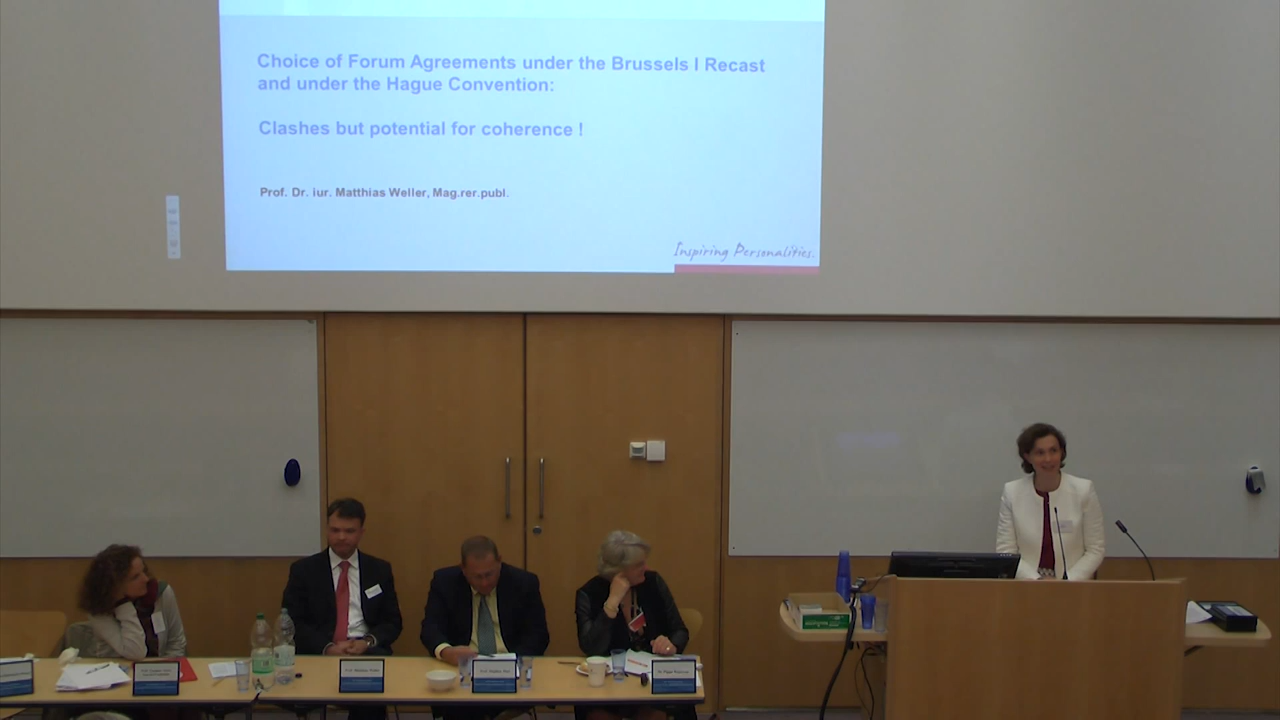 Choice of Forum Agreements under the Brussels I Recast
and under the Hague Convention:
Clashes but potential for coherence !
Prof. Dr. iur. Matthias Weller, Mag.rer.publ.
Inspiring Personalities.